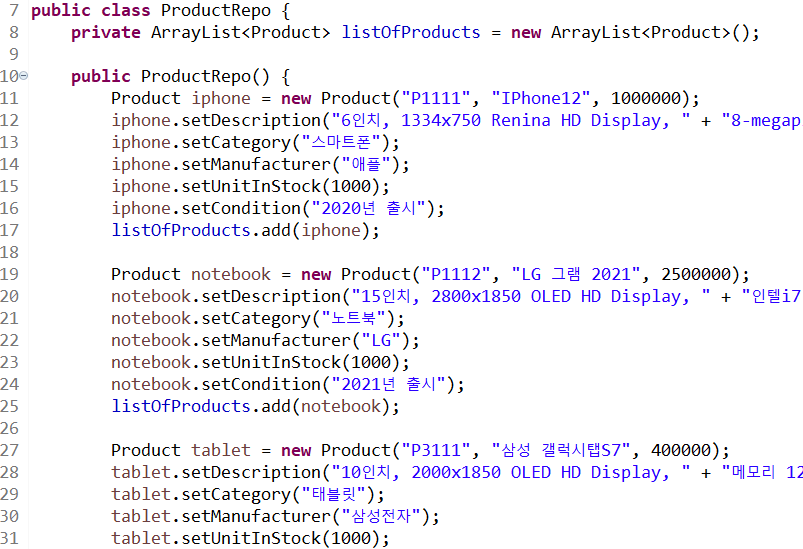 7 public class ProductRepo {
8 private ArrayList<Product> listOfProducts = new ArrayList<Product>();
9
10 public ProductRepo() {
11 Product iphone = new Product("P1111", "IPhone12", 1000000);
12 iphone.setDescription("6인치, 1334x750 Renina HD Display, " + "8-megap
13 iphone.setCategory("스마트폰");
14 iphone.setManufacturer("애플");
15 iphone.setUnitInStock(1000);
16 iphone.setCondition("2020년 출시");
17 listOfProducts.add(iphone);
18
19 Product notebook = new Product("P1112", "LG 그램 2021", 2500000);
20 notebook.setDescription("15인치, 2800x1850 OLED HD Display, " + "인텔i7
21 notebook.setCategory("노트북");
22 notebook.setManufacturer("LG");
23 notebook.setUnitInStock(1000);
24 notebook.setCondition("2021년 출시");
25 listOfProducts.add(notebook);
26
27 Product tablet = new Product("P3111", "삼성 갤럭시탭S7", 400000);
28 tablet.setDescription("10인치, 2000x1850 OLED HD Display, " + "메모리 12
29 tablet.setCategory("태블릿");
30 tablet.setManufacturer("삼성전자");
31 tablet.setUnitInStock(1000);